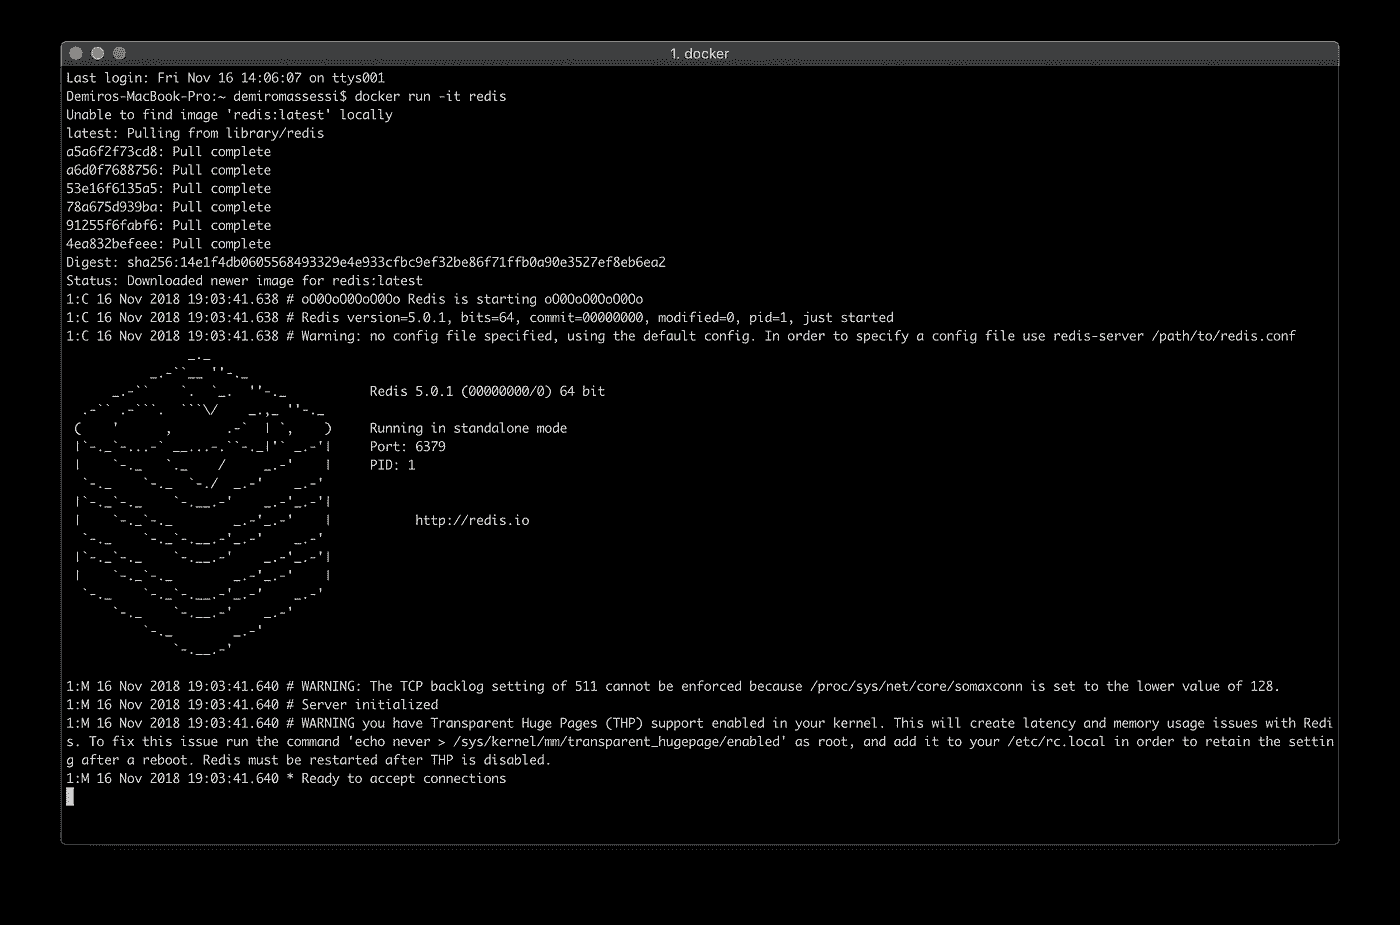 1. docker
Last login: Fri Nov 16 14:06:07 on ttys001
Demiros-MacBook-Pro:~ demiromassessi$ docker run -it redis
Unable to find image 'redis:latest' locally
latest: Pulling from library/redis
a5a6f2f73cd8: Pull complete
a6d0f7688756: Pull complete
53e16f6135a5: Pull complete
78a675d939ba: Pull complete
91255f6fabf6: Pull complete
4ea832befeee: Pull complete
Digest: sha256:14e1f4db0605568493329e4e933cfbc9ef32be86f71ffb0a90e3527ef8eb6ea2
Status: Downloaded newer image for redis:latest
1:C 16 Nov 2018 19:03:41.638 # oO0OoO0OoO0Oo Redis is starting oO0OoO0OoO0Oo
1:C 16 Nov 2018 19:03:41.638 # Redis version=5.0.1, bits=64, commit=00000000, modified=0, pid=1, just started
1:C 16 Nov 2018 19:03:41.638 # Warning: no config file specified, using the default config. In order to specify a config file use redis-server /path/to/redis.conf
Redis 5.0.1 (00000000/0) 64 bit
Running in standalone mode
Port: 6379
PID: 1
http://redis.io
1:M 16 Nov 2018 19:03:41.640 # WARNING: The TCP backlog setting of 511 cannot be enforced because /proc/sys/net/core/somaxconn is set to the lower value of 128.
1:M 16 Nov 2018 19:03:41.640 # Server initialized
1:M 16 Nov 2018 19:03:41.640 # WARNING you have Transparent Huge Pages (THP) support enabled in your kernel. This will create latency and memory usage issues with Redi
s. To fix this issue run the command 'echo never > /sys/kernel/mm/transparent_hugepage/enabled' as root, and add it to your /etc/rc.local in order to retain the settin
g after a reboot. Redis must be restarted after THP is disabled.
1:M 16 Nov 2018 19:03:41.640 * Ready to accept connections